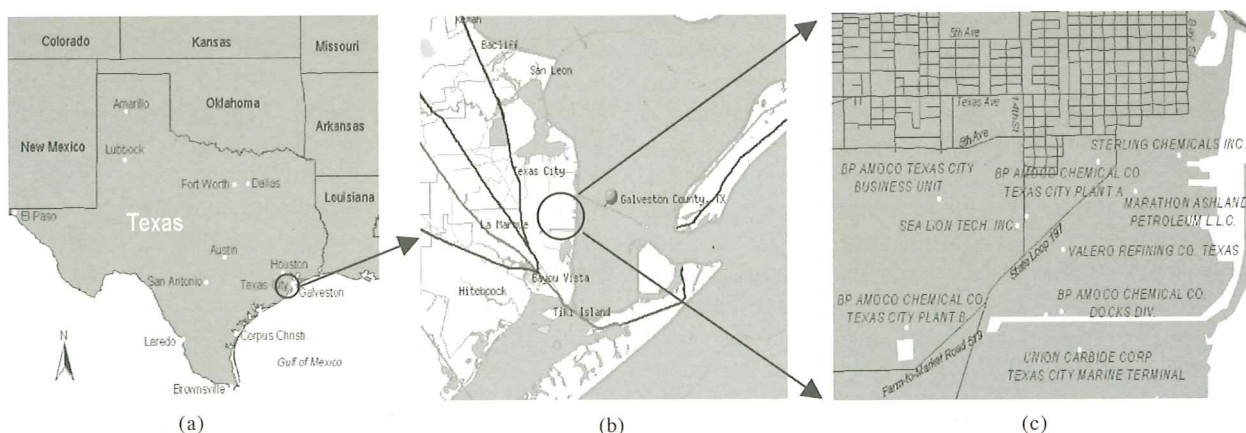 Colorado
Kansas
Missouri
Amarillo
Oklahoma
New Mexico
Lubbock
Arkansas
Fort Worth
Dallas
Louisiana
El Paso
Texas
Austin
Houston
San Antonio
Texas City
Galveston
N
Laredo
Corpus Christi
Gulf of Mexico
Brownsville
(a)
Bacliff
San Leon
Texas City
Galveston County, TX
La Marque
Bayou Vista
Hitchcock
Tiki Island
(b)
5th Ave
Texas Ave
9th Ave
STERLING CHEMICALS INC.
BP AMOCO TEXAS CITY
BUSINESS UNIT
BP AMOCO CHEMICAL CO.
TEXAS CITY PLANT A
MARATHON ASHLAND
PETROLEUM L.L.C.
SEA LION TECH. INC.
State Loop 197
VALERO REFINING CO. TEXAS
BP AMOCO CHEMICAL CO.
TEXAS CITY PLANT B
BP AMOCO CHEMICAL CO.
DOCKS DIV.
Farm-to-Market Road 519
UNION CARBIDE CORP
TEXAS CITY MARINE TERMINAL
(c)